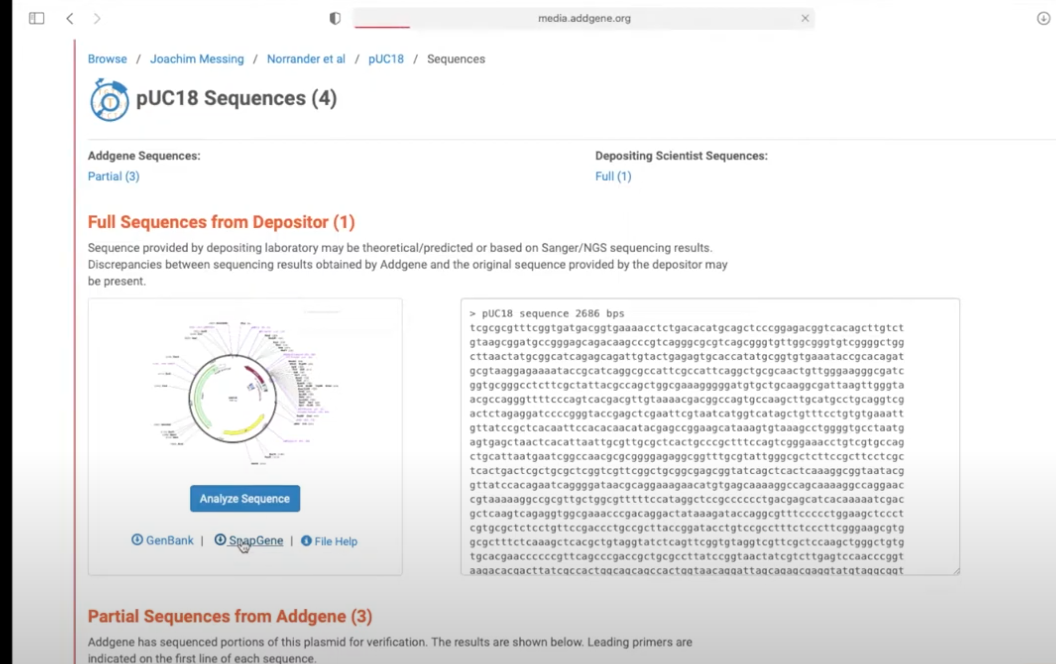 media.addgene.org
Browse / Joachim Messing / Norrander et al / pUC18 / Sequences
pUC18 Sequences (4)
Addgene Sequences:
Partial (3)
Depositing Scientist Sequences:
Full (1)
Full Sequences from Depositor (1)
Sequence provided by depositing laboratory may be theoretical/predicted or based on Sanger/NGS sequencing results.
Discrepancies between sequencing results obtained by Addgene and the original sequence provided by the depositor may
be present.
Analyze Sequence
GenBank | SnapGene | File Help
> pUC18 sequence 2686 bps
tcgcgcgtttcggtgatgacggtgaaaacctctgacacatgcagctcccggagacggtcacagcttgtct
gtaagcggatgccgggagcagacaagcccgtcagggcgcgtcagcgggtgttggcgggtgtcggggctgg
cttaactatgcggcatcagagcagattgtactgagagtgcaccatatgcggtgtgaaataccgcacagat
gcgtaaggagaaaataccgcatcaggcgccattcgccattcaggctgcgcaactgttgggaagggcgatc
ggtgcgggcctcttcgctattacgccagctggcgaaagggggatgtgctgcaaggcgattaagttgggta
acgccagggttttcccagtcacgacgttgtaaaacgacggccagtgccaagcttgcatgcctgcaggtcg
actctagaggatccccgggtaccgagctcgaattcgtaatcatggtcatagctgtttcctgtgtgaaatt
gttatccgctcacaattccacacaacatacgagccggaagcataaagtgtaaagcctggggtgcctaatg
agtgagctaactcacattaattgcgttgcgctcactgcccgctttccagtcgggaaacctgtcgtgccag
ctgcattaatgaatcggccaacgcgcggggagaggcggtttgcgtattgggcgctcttccgcttcctcgc
tcactgactcgctgcgctcggtcgttcggctgcggcgagcggtatcagctcactcaaaggcggtaatacg
gttatccacagaatcaggggataacgcaggaaagaacatgtgagcaaaaggccagcaaaaggccaggaac
cgtaaaaaggccgcgttgctggcgtttttccataggctccgcccccctgacgagcatcacaaaaatcgac
gctcaagtcagaggtggcgaaacccgacaggactataaagataccaggcgtttccccctggaagctccct
cgtgcgctctcctgttccgaccctgccgcttaccggatacctgtccgcctttctcccttcgggaagcgtg
gcgctttctcaaagctcacgctgtaggtatctcagttcggtgtaggtcgttcgctccaagctgggctgtg
tgcacgaaccccccgttcagcccgaccgctgcgccttatccggtaactatcgtcttgagtccaacccggt
aagacacgacttatcgccactggcagcagccactggtaacaggattagcagagcgaggtatgtaggcggt
Partial Sequences from Addgene (3)
Addgene has sequenced portions of this plasmid for verification. The results are shown below. Leading primers are
indicated on the first line of each sequence.